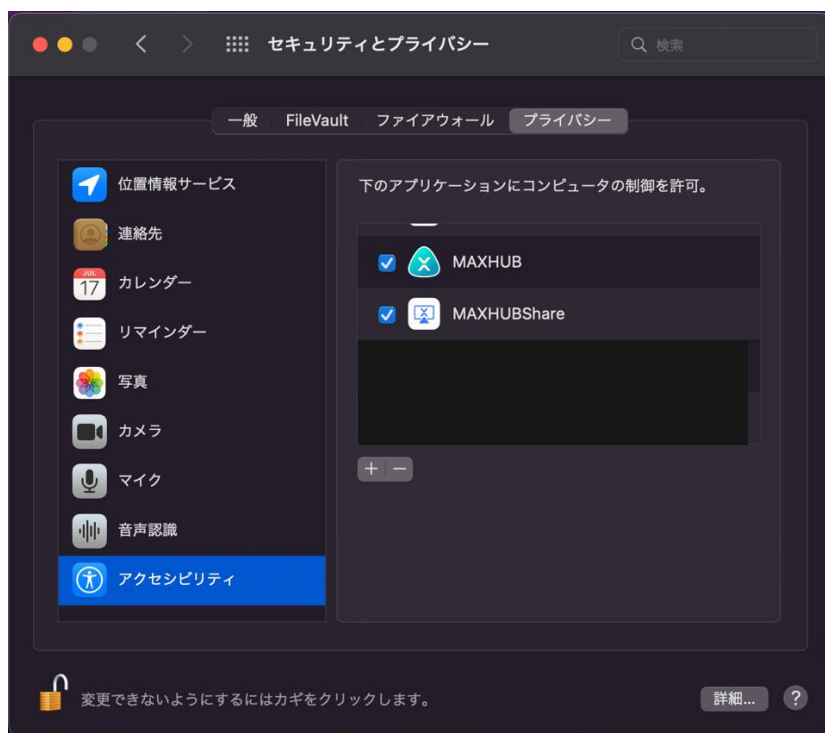 セキュリティとプライバシー
検索
一般 FileVault ファイアウォール プライバシー
位置情報サービス
連絡先
JUL
17
カレンダー
リマインダー
写真
カメラ
マイク
音声認識
アクセシビリティ
下のアプリケーションにコンピュータの制御を許可。
MAXHUB
MAXHUBShare
変更できないようにするにはカギをクリックします。
詳細...
?